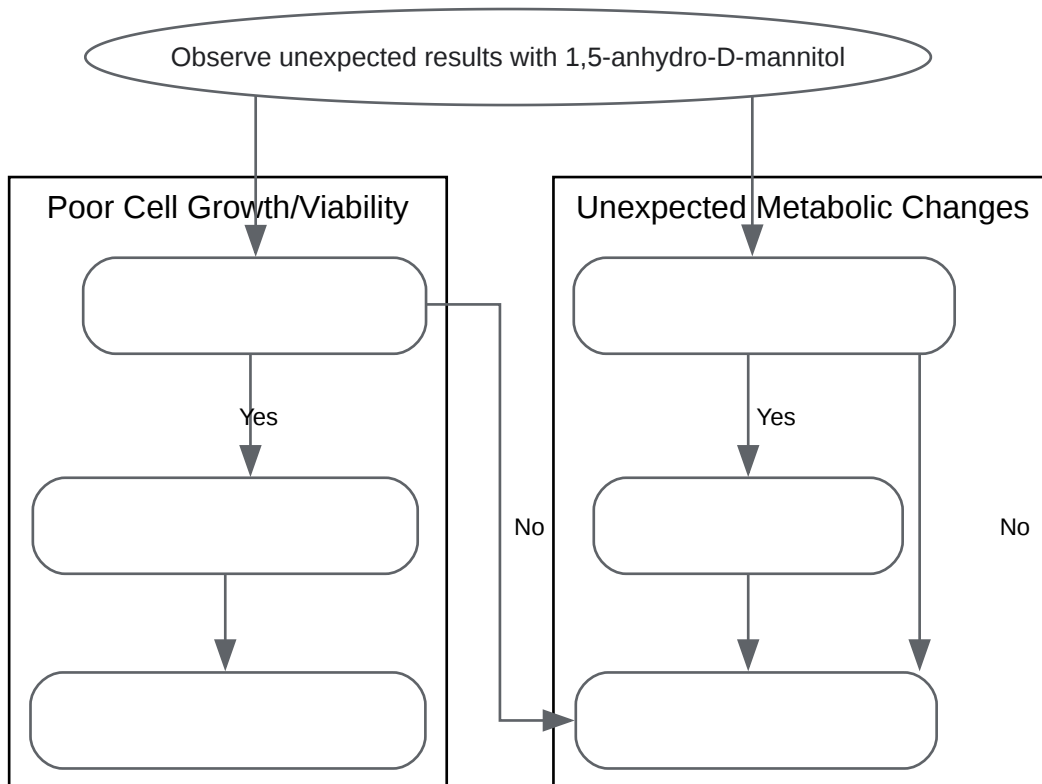 Observe unexpected results with 1,5-anhydro-D-mannitol
Poor Cell Growth/Viability
Unexpected Metabolic Changes
Yes
Yes
No
No